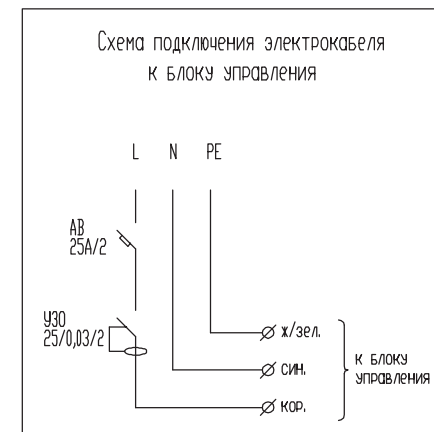 Схема подключения электрокабеля
к блоку управления
L N PE
АВ
25А/2
УЗО
25/0,03/2
ж/зел.
син.
кор.
к блоку
управления